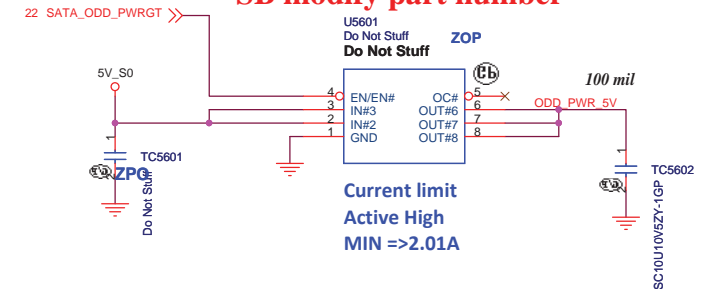 SB modify part number
22 SATA_ODD_PWRGT
U5601
Do Not Stuff
Do Not Stuff
ZOP
5V_S0
100 mil
4 EN/EN# OC# 5
3 IN#3 OUT#6 6
2 IN#2 OUT#7 7
1 GND OUT#8 8
ODD_PWR_5V
1
TC5601
ZPO
Do Not Stuff
1
TC5602
SC10U10V5ZY-1GP
Current limit
Active High
MIN =>2.01A